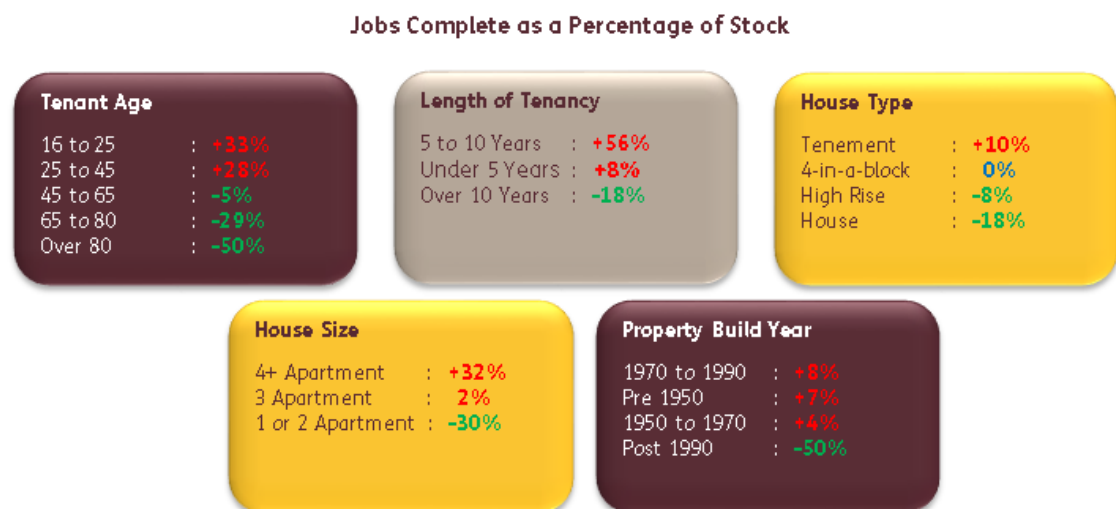 Jobs Complete as a Percentage of Stock
Tenant Age
16 to 25 : +33%
25 to 45 : +28%
45 to 65 : -5%
65 to 80 : -29%
Over 80 : -50%
Length of Tenancy
5 to 10 Years : +56%
Under 5 Years : +8%
Over 10 Years : -18%
House Type
Tenement : +10%
4-in-a-block : 0%
High Rise : -8%
House : -18%
House Size
4+ Apartment : +32%
3 Apartment : 2%
1 or 2 Apartment : -30%
Property Build Year
1970 to 1990 : +8%
Pre 1950 : +7%
1950 to 1970 : +4%
Post 1990 : -50%